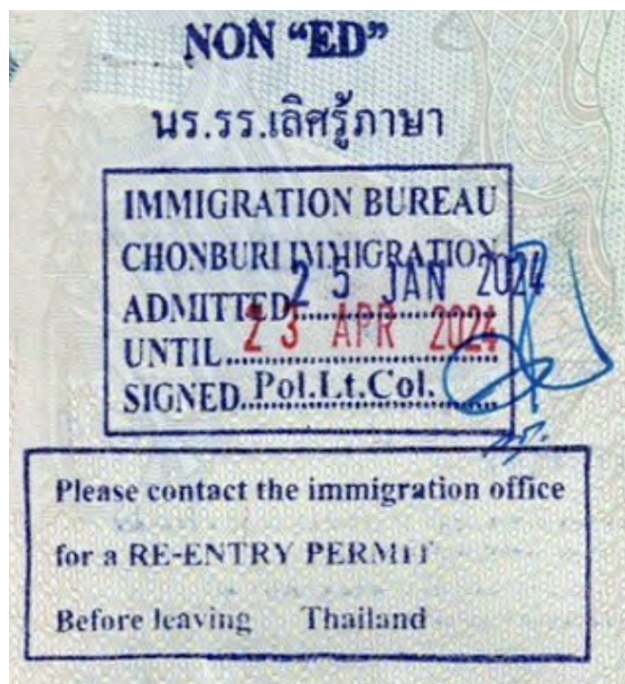 NON “ED”
นร.รร.เลิศรู้ภาษา
IMMIGRATION BUREAU
CHONBURI IMMIGRATION
ADMITTED 25 JAN 2024
UNTIL 23 APR 2024
SIGNED Pol.Lt.Col.
Please contact the immigration office
for a RE-ENTRY PERMIT
Before leaving Thailand